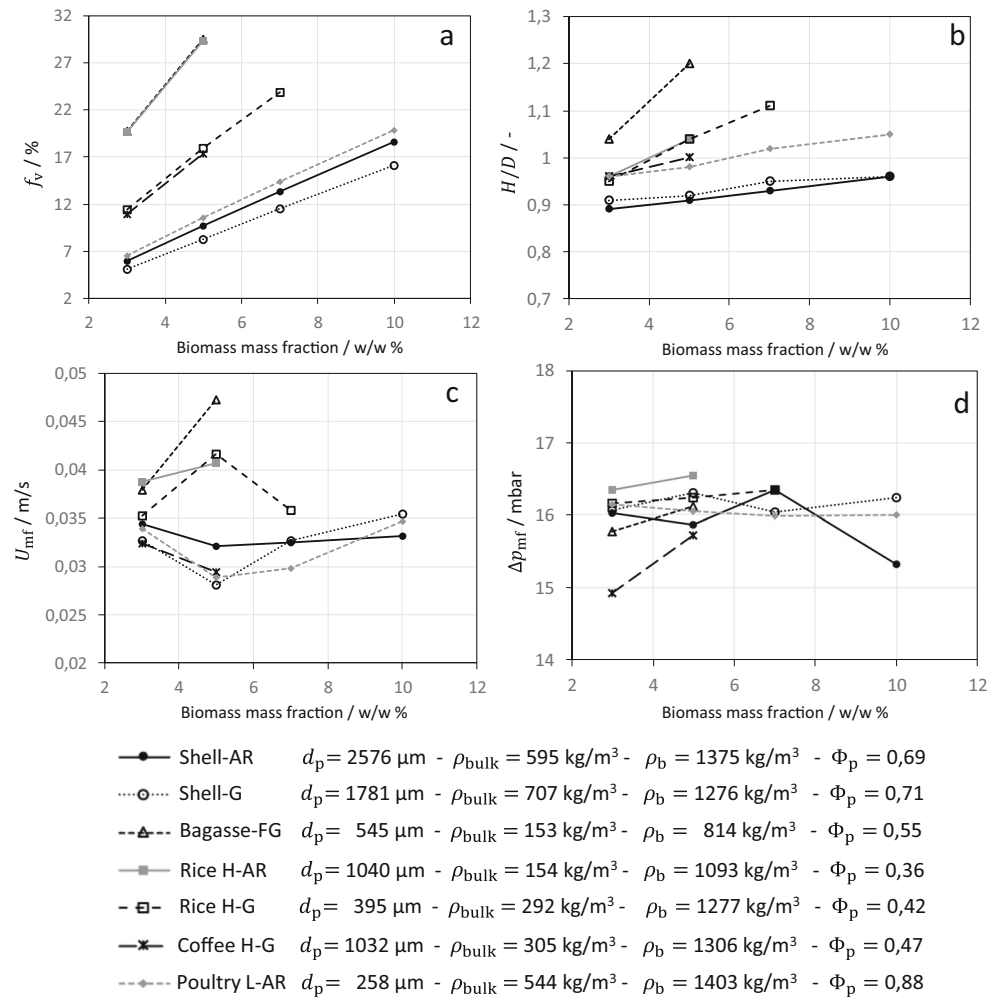 a
32
27
22
17
12
7
2
f_v / %
2 4 6 8 10 12
Biomass mass fraction / w/w %
b
1,3
1,2
1,1
1
0,9
0,8
0,7
H/D / -
2 4 6 8 10 12
Biomass mass fraction / w/w %
c
0,05
0,045
0,04
0,035
0,03
0,025
0,02
U_mf / m/s
2 4 6 8 10 12
Biomass mass fraction / w/w %
d
18
17
16
15
14
Δp_mf / mbar
2 4 6 8 10 12
Biomass mass fraction / w/w %
Shell-AR d_p = 2576 µm - ρ_bulk = 595 kg/m³ - ρ_b = 1375 kg/m³ - Φ_p = 0,69
Shell-G d_p = 1781 µm - ρ_bulk = 707 kg/m³ - ρ_b = 1276 kg/m³ - Φ_p = 0,71
Bagasse-FG d_p = 545 µm - ρ_bulk = 153 kg/m³ - ρ_b = 814 kg/m³ - Φ_p = 0,55
Rice H-AR d_p = 1040 µm - ρ_bulk = 154 kg/m³ - ρ_b = 1093 kg/m³ - Φ_p = 0,36
Rice H-G d_p = 395 µm - ρ_bulk = 292 kg/m³ - ρ_b = 1277 kg/m³ - Φ_p = 0,42
Coffee H-G d_p = 1032 µm - ρ_bulk = 305 kg/m³ - ρ_b = 1306 kg/m³ - Φ_p = 0,47
Poultry L-AR d_p = 258 µm - ρ_bulk = 544 kg/m³ - ρ_b = 1403 kg/m³ - Φ_p = 0,88